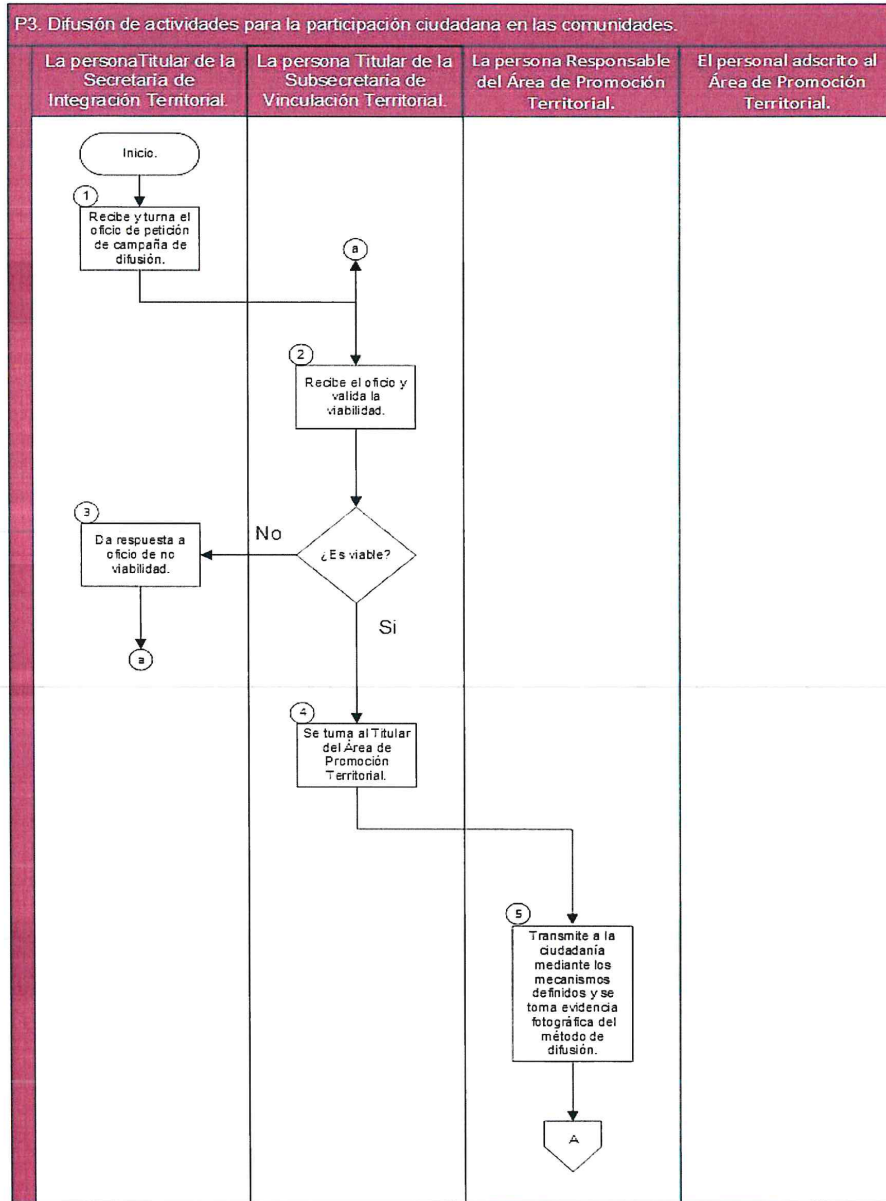 P3. Difusión de actividades para la participación ciudadana en las comunidades.
La personaTitular de la
Secretaría de
Integración Territorial.
La persona Titular de la
Subsecretaría de
Vinculación Territorial.
La persona Responsable
del Área de Promoción
Territorial.
El personal adscrito al
Área de Promoción
Territorial.
Inicio.
1
Recibe y turna el
oficio de petición
de campaña de
difusión.
a
2
Recibe el oficio y
valida la
viabilidad.
3
Da respuesta a
oficio de no
viabilidad.
No
¿Es viable?
Si
a
4
Se turna al Titular
del Área de
Promoción
Territorial.
5
Transmite a la
ciudadanía
mediante los
mecanismos
definidos y se
toma evidencia
fotográfica del
método de
difusión.
A